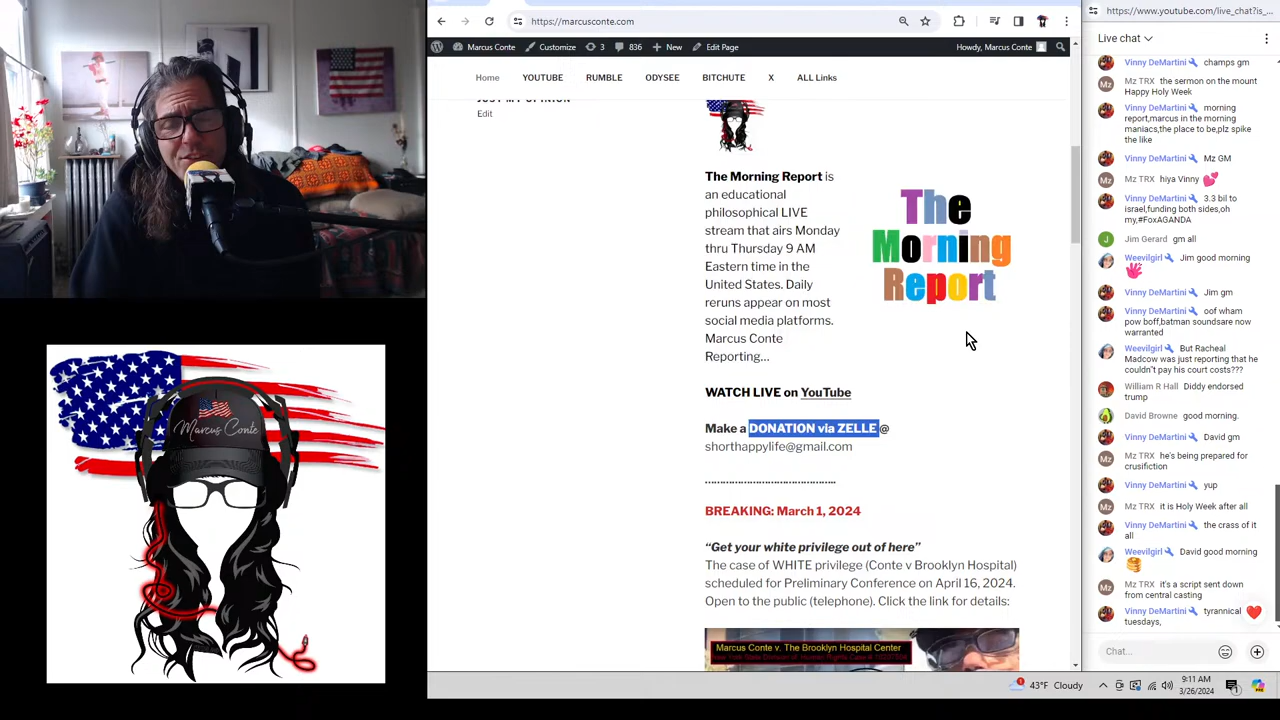 https://marcusconte.com
https://www.youtube.com/live_chat?is_...
Marcus Conte
Customize
3
836
New
Edit Page
Howdy, Marcus Conte
Home
YOUTUBE
RUMBLE
ODYSEE
BITCHUTE
X
ALL Links
JUST MY OPINION
Edit
The Morning Report is
an educational
philosophical LIVE
stream that airs Monday
thru Thursday 9 AM
Eastern time in the
United States. Daily
reruns appear on most
social media platforms.
Marcus Conte
Reporting...
The
Morning
Report
WATCH LIVE on YouTube
Make a DONATION via ZELLE @
shorthappylife@gmail.com
BREAKING: March 1, 2024
“Get your white privilege out of here”
The case of WHITE privilege (Conte v Brooklyn Hospital)
scheduled for Preliminary Conference on April 16, 2024.
Open to the public (telephone). Click the link for details:
Marcus Conte v. The Brooklyn Hospital Center
Marcus Conte
Live chat
Vinny DeMartini champs gm
Mz TRX the sermon on the mount
Happy Holy Week
Vinny DeMartini morning
report,marcus in the morning
maniacs,the place to be,plz spike
the like
Vinny DeMartini Mz GM
Mz TRX hiya Vinny
Vinny DeMartini 3.3 bil to
israel,funding both sides,oh
my,#FoxAGANDA
Jim Gerard gm all
Weevilgirl Jim good morning
Vinny DeMartini Jim gm
Vinny DeMartini oof wham
pow boff,batman soundsare now
warranted
Weevilgirl But Racheal
Madcow was just reporting that he
couldn"t pay his court costs???
William R Hall Diddy endorsed
trump
David Browne good morning.
Vinny DeMartini David gm
Mz TRX he's being prepared for
crusifiction
Vinny DeMartini yup
Mz TRX it is Holy Week after all
Vinny DeMartini the crass of it
all
Weevilgirl David good morning
Mz TRX it's a script sent down
from central casting
Vinny DeMartini tyrannical
tuesdays,
Chat...
43°F Cloudy
9:11 AM
3/26/2024